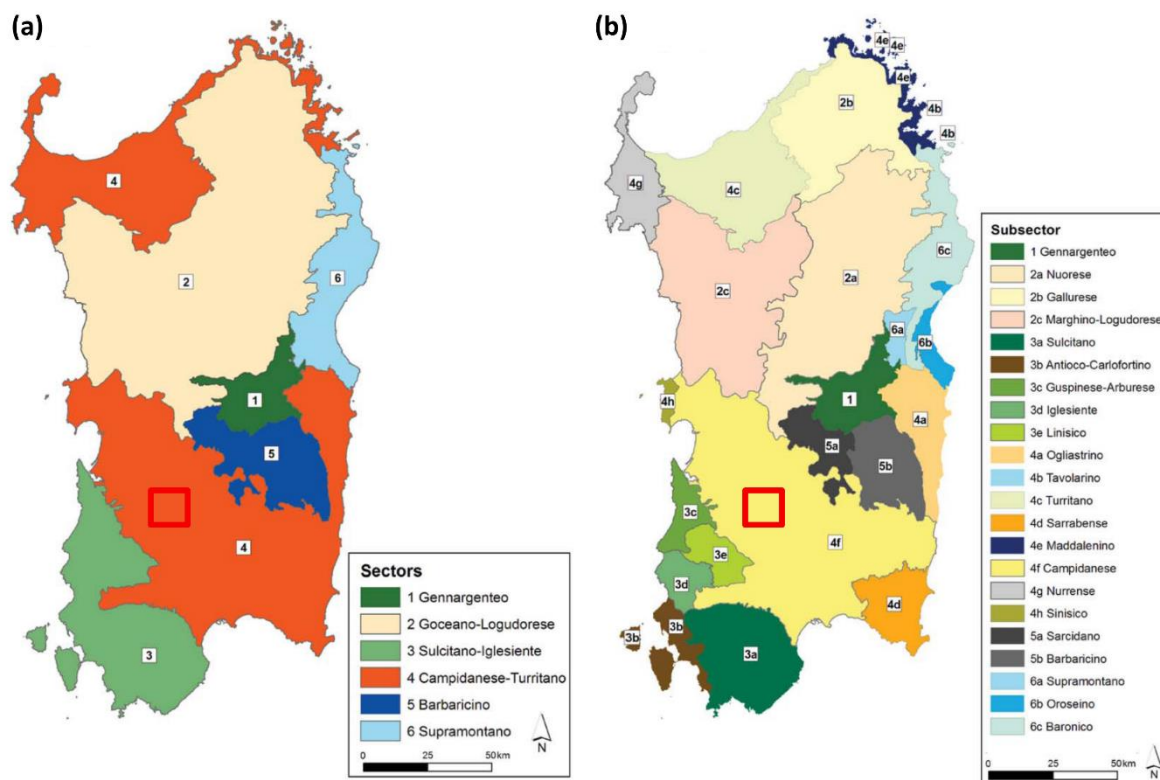 (a)
4
2
6
1
5
4
3
Sectors
1 Gennargenteo
2 Goceano-Logudorese
3 Sulcitano-Iglesiente
4 Campidanese-Turritano
5 Barbaricino
6 Supramontano
0 25 50km
N
(b)
4e
4e
4e
4b
4b
2b
4g
4c
6c
2a
2c
6a
6b
1
4h
4a
5a
5b
3c
4f
3e
3d
4d
3b
3b
3a
Subsector
1 Gennargenteo
2a Nuorese
2b Gallurese
2c Marghino-Logudorese
3a Sulcitano
3b Antioco-Carlofortino
3c Guspinese-Arburese
3d Iglesiente
3e Linisico
4a Ogliastrino
4b Tavolarino
4c Turritano
4d Sarrabense
4e Maddalenino
4f Campidanese
4g Nurrense
4h Sinisico
5a Sarcidano
5b Barbaricino
6a Supramontano
6b Oroseino
6c Baronico
N
0 25 50 km